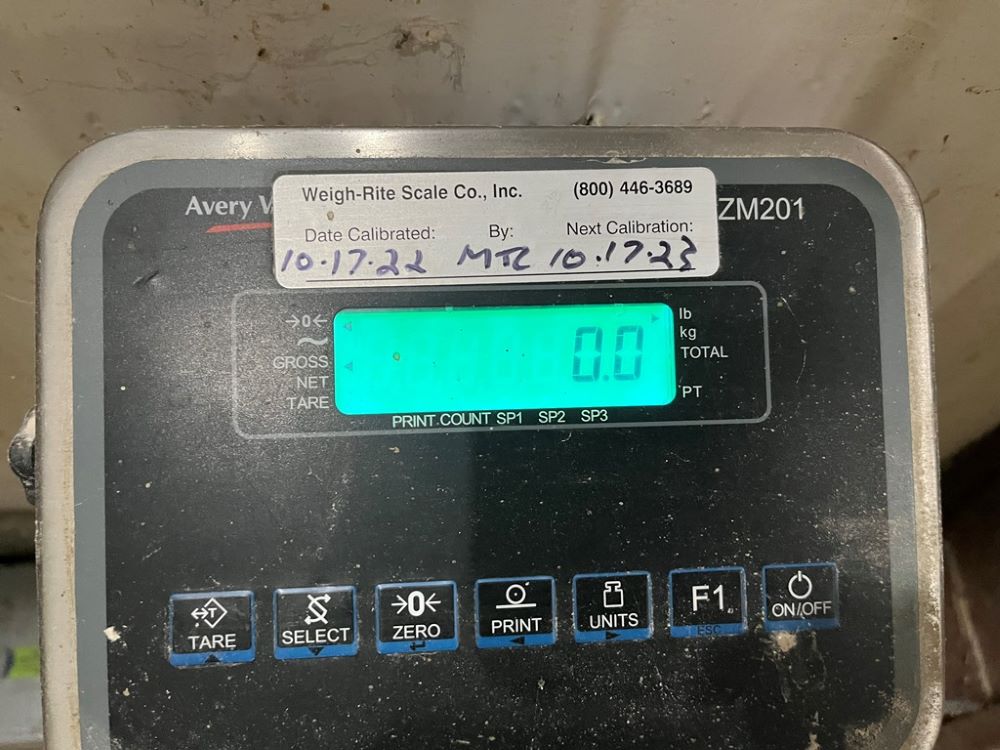 Weigh-Rite Scale Co., Inc. (800) 446-3689
Avery ZM201
Date Calibrated: By: Next Calibration:
10.17.22 MTC 10.17.23
→0←
~
GROSS
NET
TARE
0.0
lb
kg
TOTAL
PT
PRINT COUNT SP1 SP2 SP3
TARE
SELECT
→0← ZERO
PRINT
UNITS
F1 ESC
ON/OFF